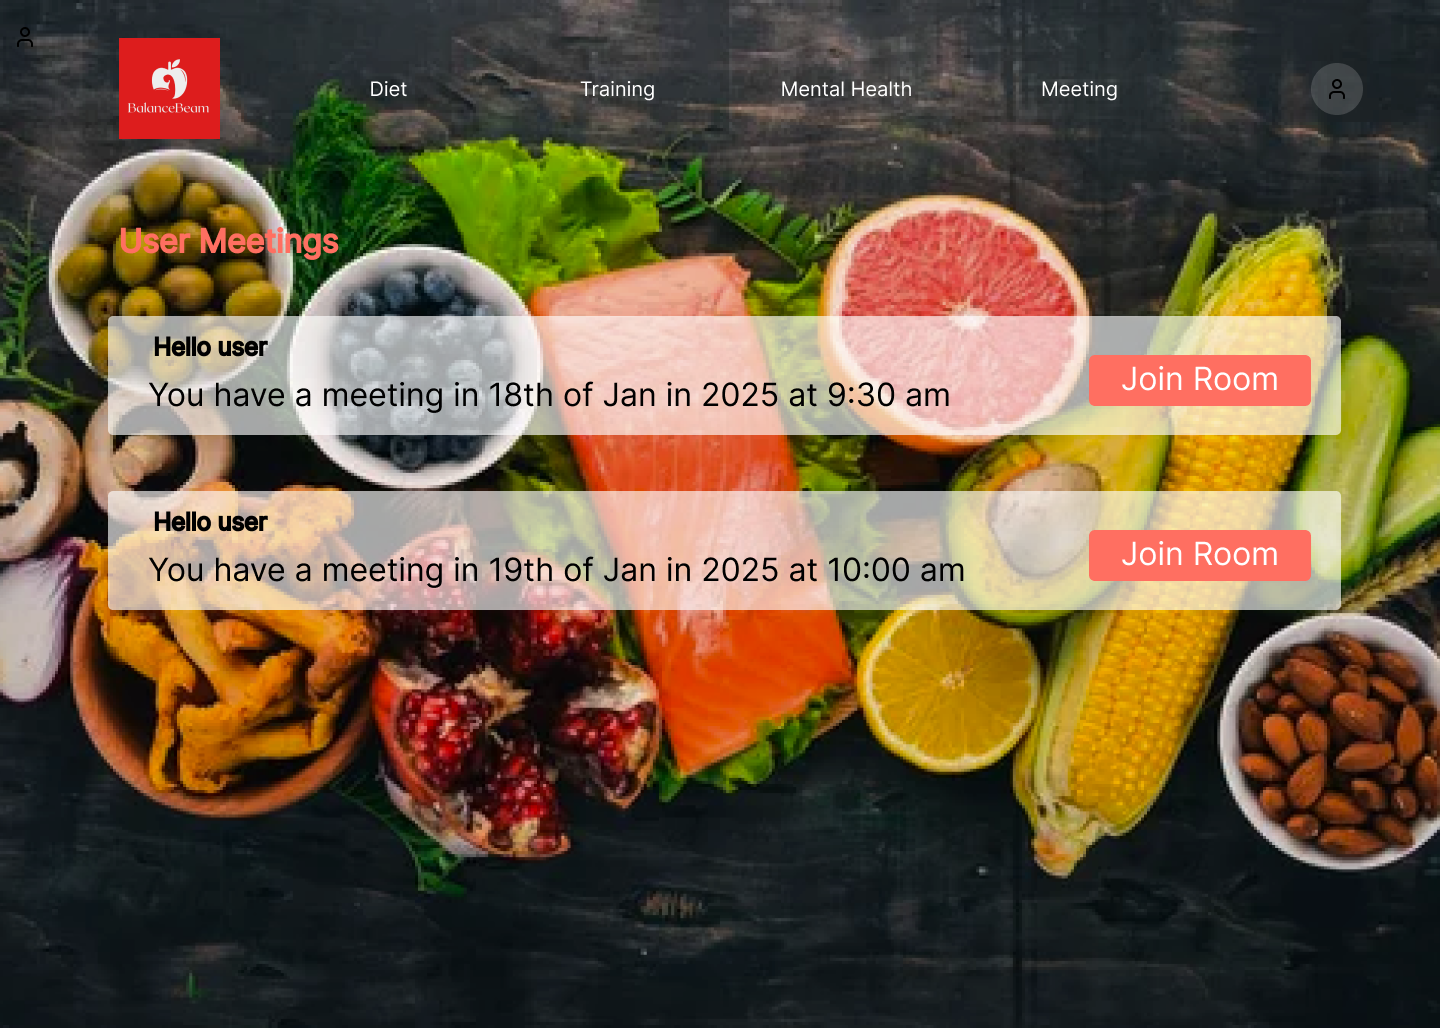 BalanceBeam
Diet
Training
Mental Health
Meeting
User Meetings
Hello user
You have a meeting in 18th of Jan in 2025 at 9:30 am
Join Room
Hello user
You have a meeting in 19th of Jan in 2025 at 10:00 am
Join Room